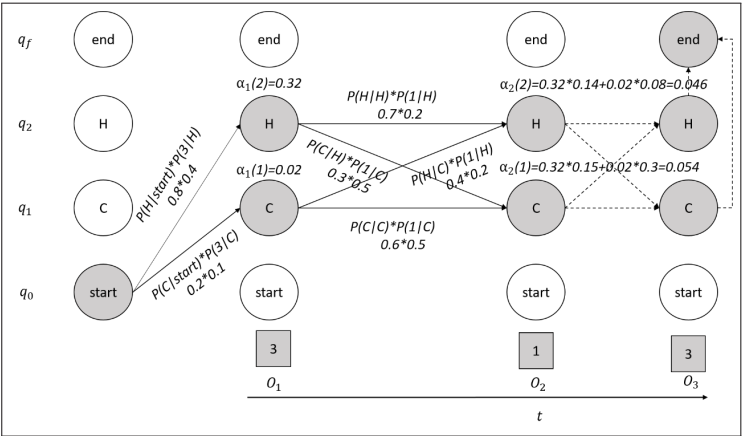 q_f end end end end
α₁(2)=0.32 α₂(2)=0.32*0.14+0.02*0.08=0.046
P(H|H)*P(1|H)
0.7*0.2
q₂ H H H H
P(H|start)*P(3|H)
0.8*0.4
P(C|H)*P(1|C)
0.3*0.5
P(H|C)*P(1|H)
0.4*0.2
α₁(1)=0.02 α₂(1)=0.32*0.15+0.02*0.3=0.054
q₁ C C C C
P(C|C)*P(1|C)
0.6*0.5
P(C|start)*P(3|C)
0.2*0.1
q₀ start start start start
3 1 3
O₁ O₂ O₃
t